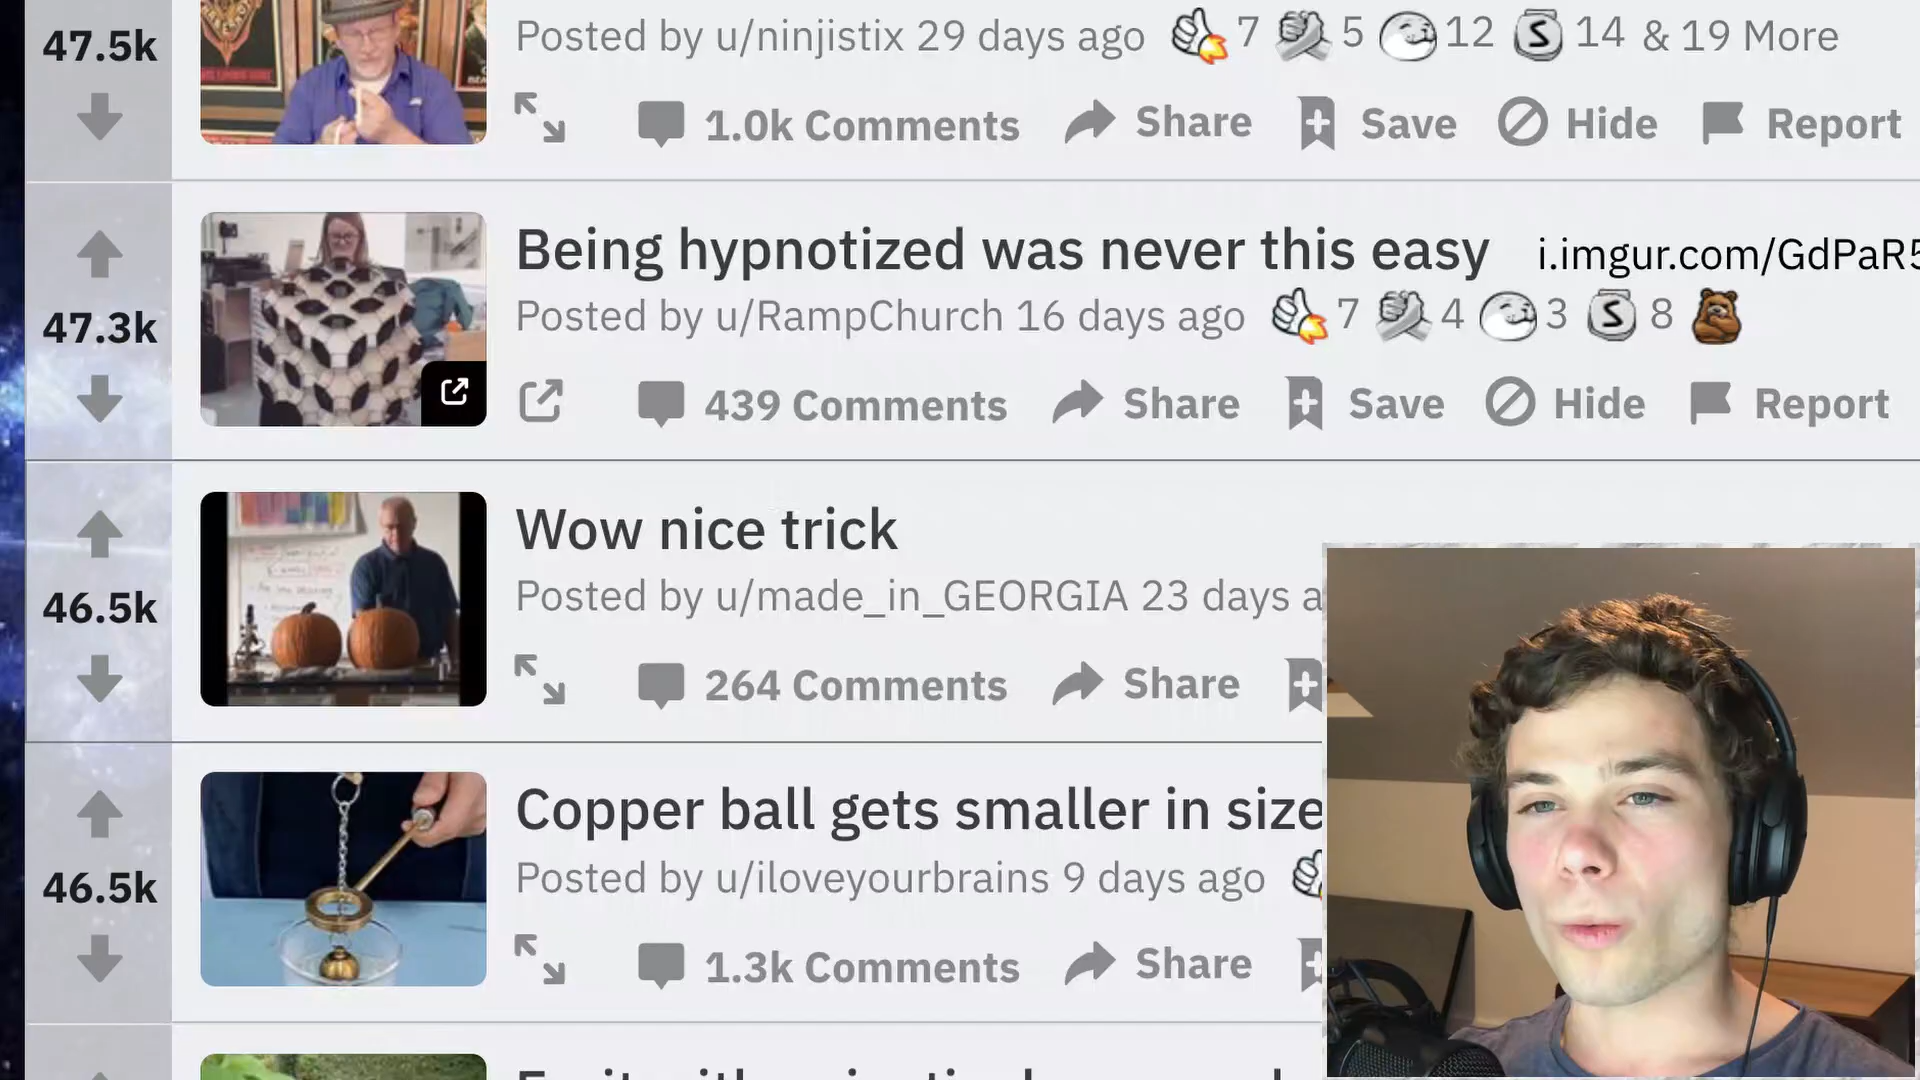 47.5k
Posted by u/ninjistix 29 days ago 7 5 12 S 14 & 19 More
1.0k Comments Share Save Hide Report
Being hypnotized was never this easy i.imgur.com/GdPaR5
47.3k
Posted by u/RampChurch 16 days ago 7 4 3 S 8
439 Comments Share Save Hide Report
Wow nice trick
46.5k
Posted by u/made_in_GEORGIA 23 days a
264 Comments Share
Copper ball gets smaller in size
46.5k
Posted by u/iloveyourbrains 9 days ago
1.3k Comments Share